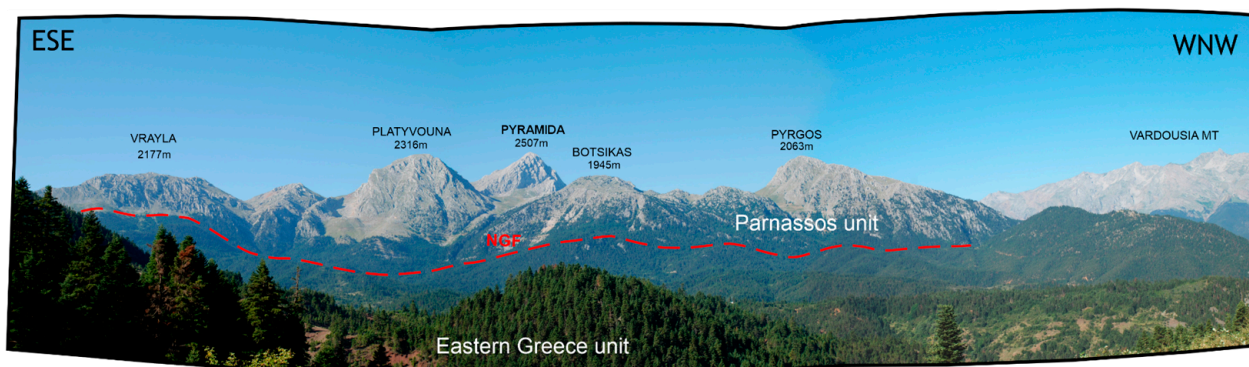 ESE
WNW
VRAYLA
2177m
PLATYVOUNA
2316m
PYRAMIDA
2507m
BOTSIKAS
1945m
PYRGOS
2063m
VARDOUSIA MT
Parnassos unit
NGF
Eastern Greece unit